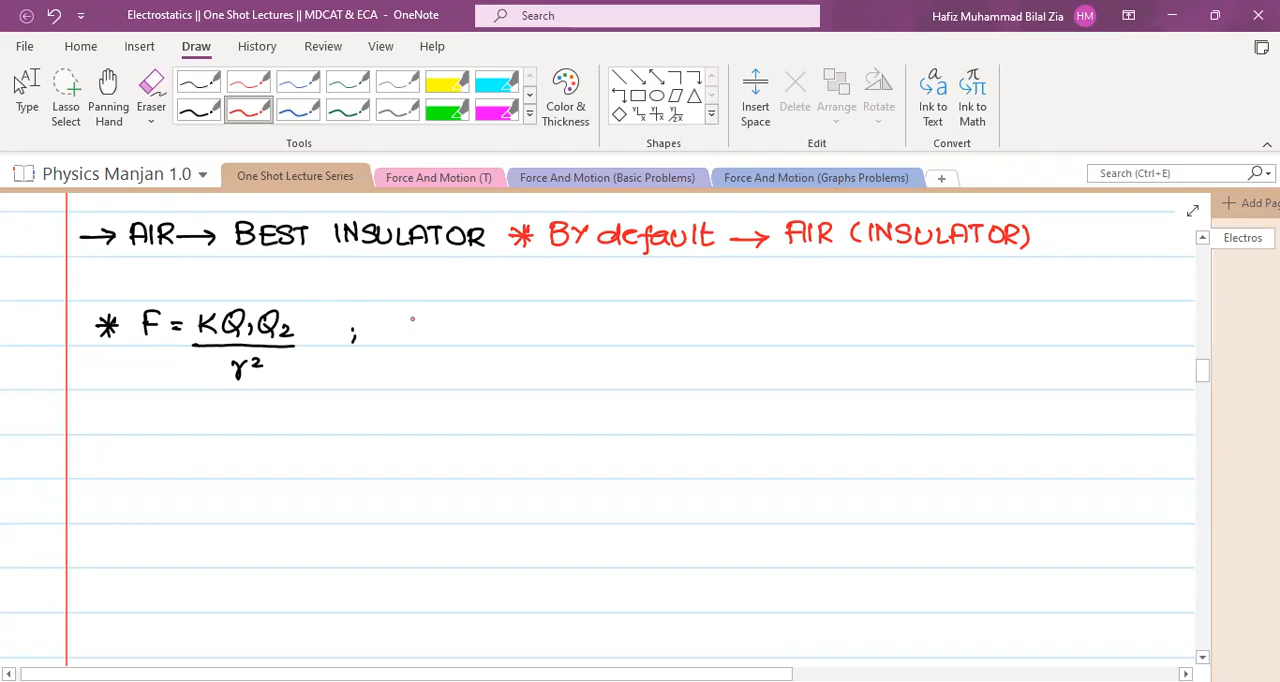 Electrostatics || One Shot Lectures || MDCAT & ECA - OneNote
Search
Hafiz Muhammad Bilal Zia
HM
File Home Insert Draw History Review View Help
Type
Lasso Select
Panning Hand
Eraser
Color & Thickness
Insert Space
Delete
Arrange
Rotate
Ink to Text
Ink to Math
Tools Shapes Edit Convert
Physics Manjan 1.0
One Shot Lecture Series
Force And Motion (T)
Force And Motion (Basic Problems)
Force And Motion (Graphs Problems)
Search (Ctrl+E)
Add Pag
Electros
→ AIR → BEST INSULATOR * By default → AIR (INSULATOR)
* F = KQ₁Q₂ ;
r²